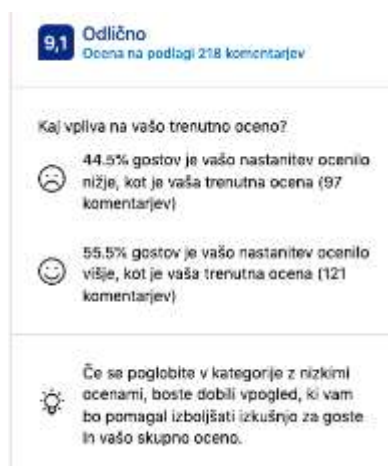 9,1
Odlično
Ocena na podlagi 218 komentarjev
Kaj vpliva na vašo trenutno oceno?
44.5% gostov je vašo nastanitev ocenilo
nižje, kot je vaša trenutna ocena (97
komentarjev)
55.5% gostov je vašo nastanitev ocenilo
višje, kot je vaša trenutna ocena (121
komentarjev)
Če se poglobite v kategorije z nizkimi
ocenami, boste dobili vpogled, ki vam
bo pomagal izboljšati izkušnjo za goste
in vašo skupno oceno.